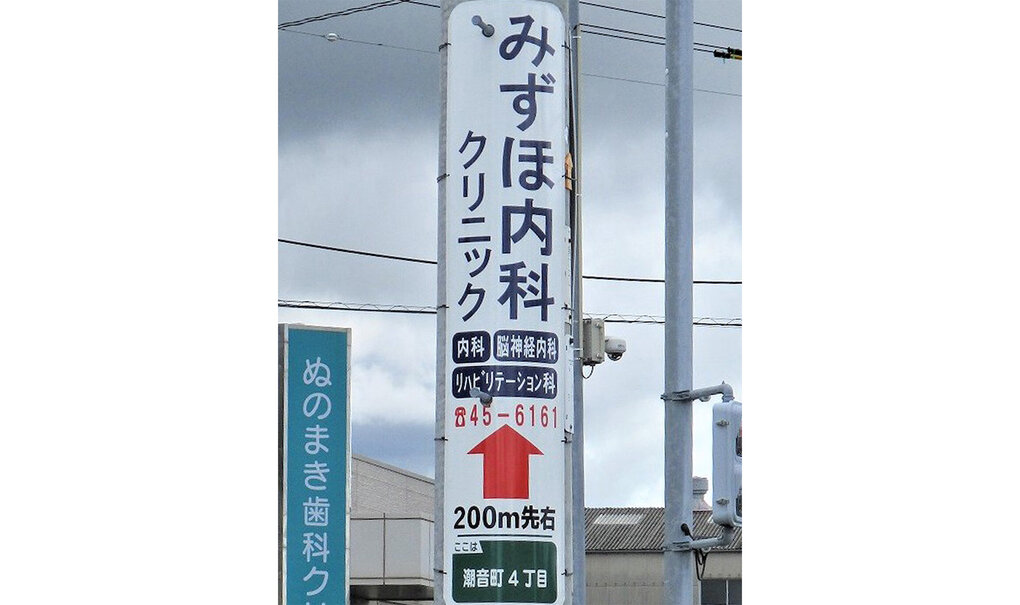 みずほ内科
クリニック
内科 脳神経内科
リハビリテーション科
☎45-6161
200m先右
ここは
潮音町4丁目
ぬのまき歯科ク